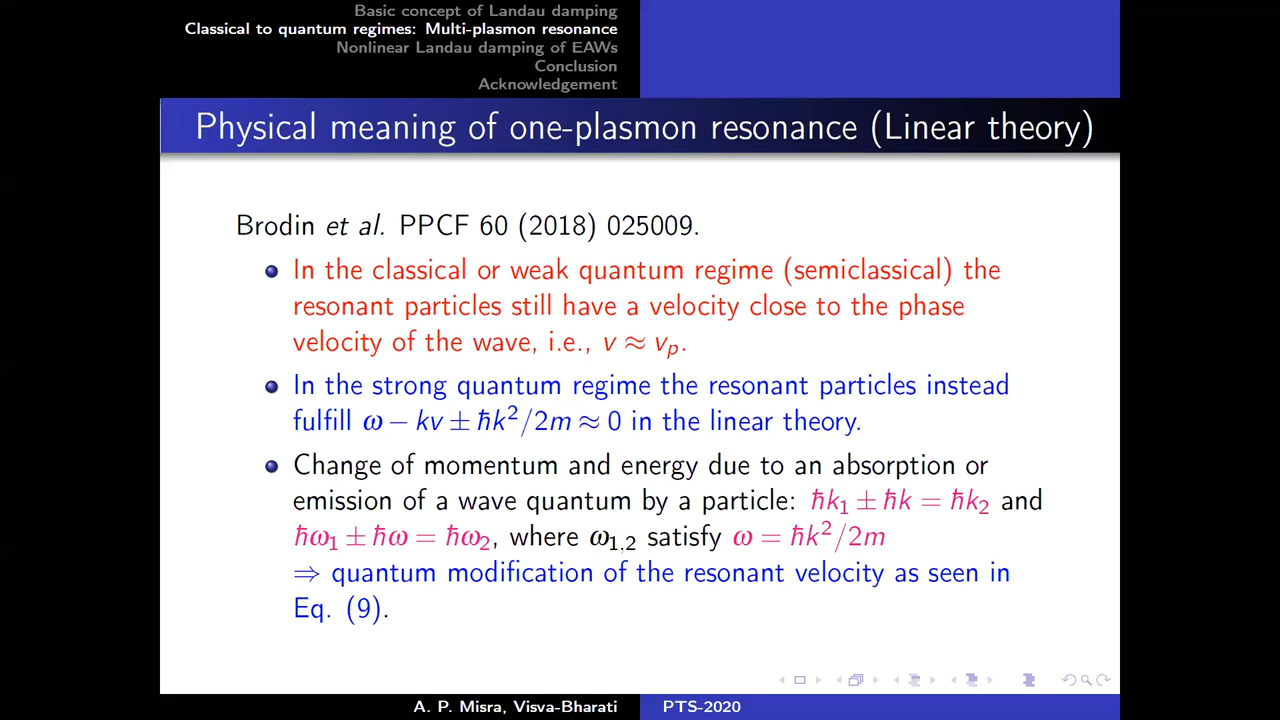 Basic concept of Landau damping
Classical to quantum regimes: Multi-plasmon resonance
Nonlinear Landau damping of EAWs
Conclusion
Acknowledgement
Physical meaning of one-plasmon resonance (Linear theory)
Brodin et al. PPCF 60 (2018) 025009.
In the classical or weak quantum regime (semiclassical) the
resonant particles still have a velocity close to the phase
velocity of the wave, i.e., v ≈ vₚ.
In the strong quantum regime the resonant particles instead
fulfill ω − kv ± ℏk²/2m ≈ 0 in the linear theory.
Change of momentum and energy due to an absorption or
emission of a wave quantum by a particle: ℏk₁ ± ℏk = ℏk₂ and
ℏω₁ ± ℏω = ℏω₂, where ω₁,₂ satisfy ω = ℏk²/2m
⇒ quantum modification of the resonant velocity as seen in
Eq. (9).
A. P. Misra, Visva-Bharati PTS-2020